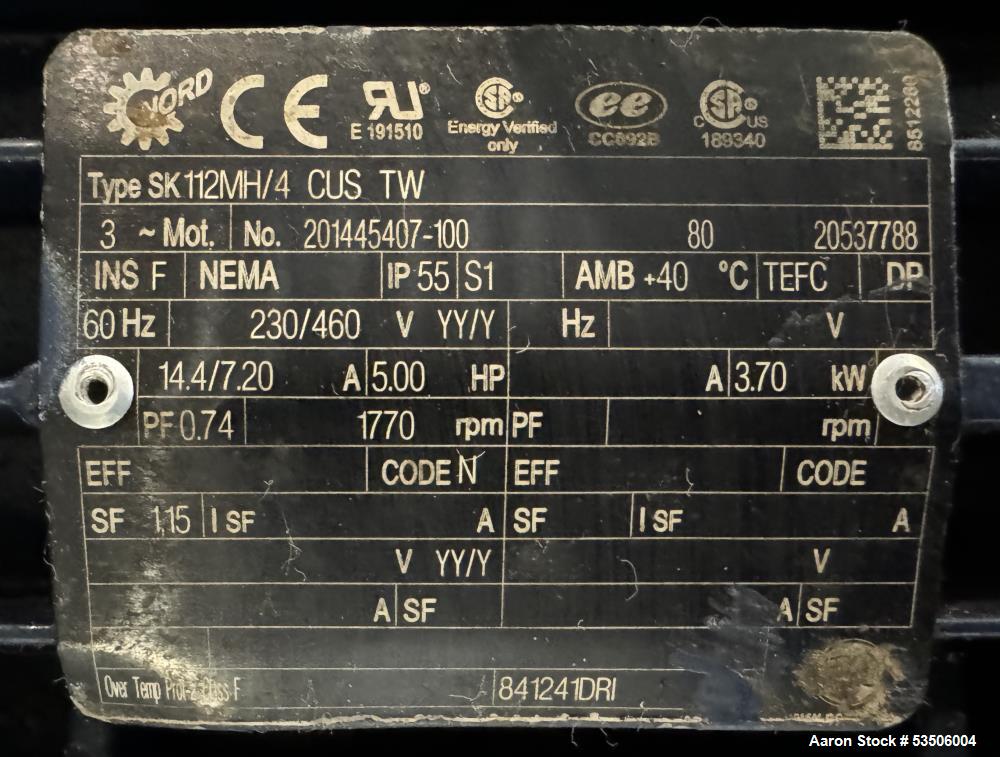 NORD CE RU® E 191510 SA® Energy Verified only ee CC092B C SA® US 189340 8512280
Type SK112MH/4 CUS TW
3 ~ Mot. No. 201445407-100 80 20537788
INS F NEMA IP 55 S1 AMB +40 °C TEFC DP
60 Hz 230/460 V YY/Y Hz V
14.4/7.20 A 5.00 HP A 3.70 kW
PF 0.74 1770 rpm PF rpm
EFF CODE N EFF CODE
SF 1,15 I SF A SF I SF A
V YY/Y V
A SF A SF
Over Temp Prot-2 Class F 841241DRI
Aaron Stock # 53506004